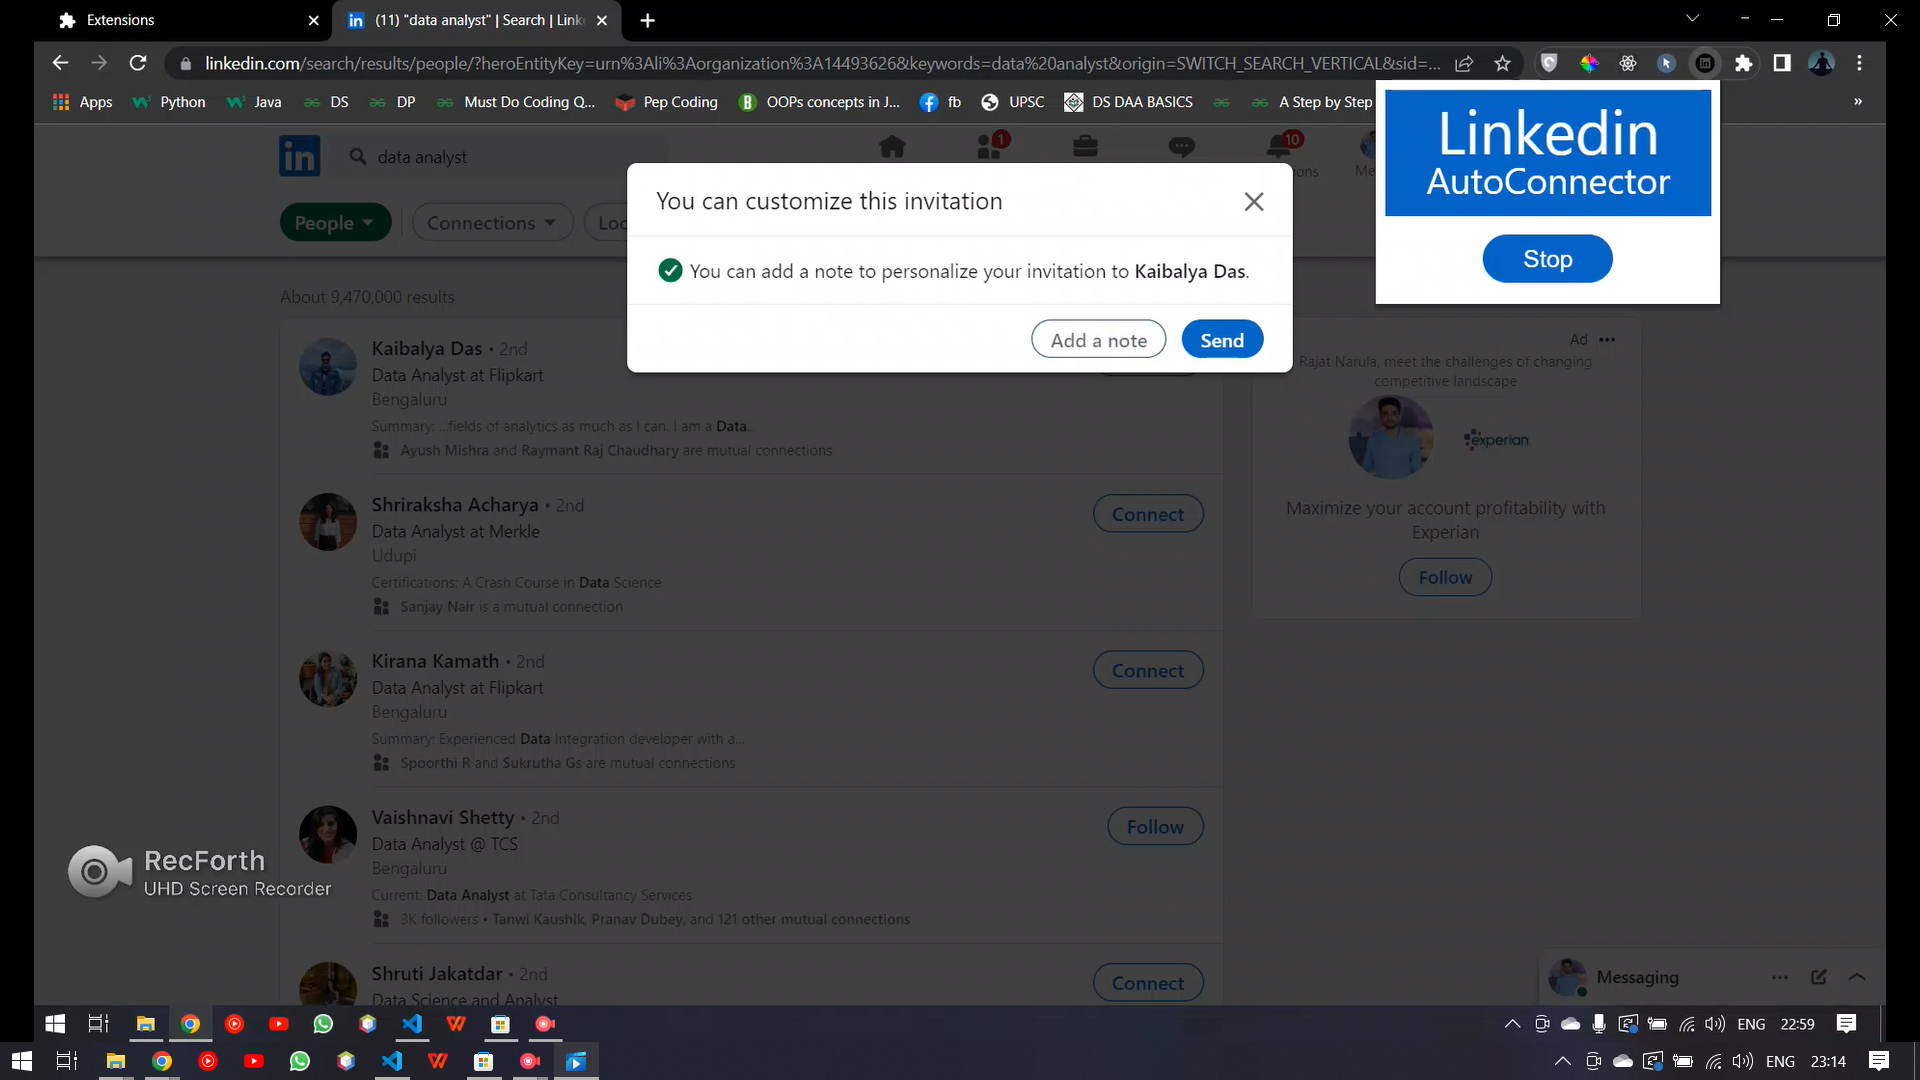 Extensions
(11) "data analyst" | Search | Link
linkedin.com/search/results/people/?heroEntityKey=urn%3Ali%3Aorganization%3A14493626&keywords=data%20analyst&origin=SWITCH_SEARCH_VERTICAL&sid=...
Apps
Python
Java
DS
DP
Must Do Coding Q...
Pep Coding
OOPs concepts in J...
fb
UPSC
DS DAA BASICS
A Step by Step
Linkedin
AutoConnector
Stop
in
data analyst
1
10
People
Connections
You can customize this invitation
You can add a note to personalize your invitation to Kaibalya Das.
Add a note
Send
About 9,470,000 results
Kaibalya Das • 2nd
Data Analyst at Flipkart
Bengaluru
Summary: ...fields of analytics as much as I can. I am a Data...
Ayush Mishra and Raymant Raj Chaudhary are mutual connections
Shriraksha Acharya • 2nd
Data Analyst at Merkle
Udupi
Certifications: A Crash Course in Data Science
Sanjay Nair is a mutual connection
Connect
Kirana Kamath • 2nd
Data Analyst at Flipkart
Bengaluru
Summary: Experienced Data Integration developer with a...
Spoorthi R and Sukrutha Gs are mutual connections
Connect
Vaishnavi Shetty • 2nd
Data Analyst @ TCS
Bengaluru
Current: Data Analyst at Tata Consultancy Services
3K followers • Tanwi Kaushik, Pranav Dubey, and 121 other mutual connections
Follow
Shruti Jakatdar • 2nd
Data Science and Analyst
Connect
Ad
Rajat Narula, meet the challenges of changing
competitive landscape
experian
Maximize your account profitability with
Experian
Follow
RecForth
UHD Screen Recorder
Messaging
ENG 22:59
ENG 23:14